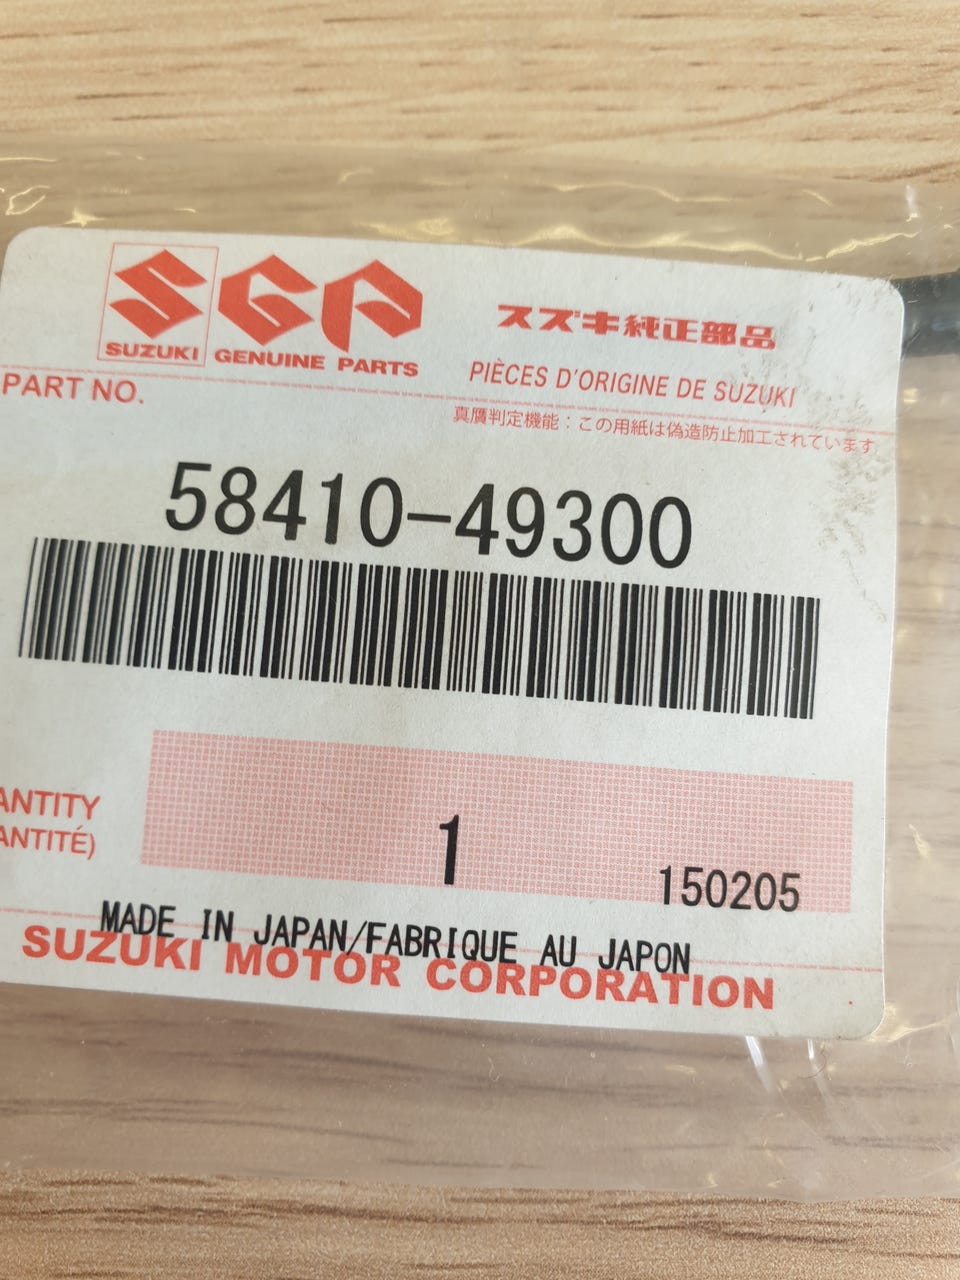 SGP
SUZUKI GENUINE PARTS
スズキ純正部品
PIÈCES D'ORIGINE DE SUZUKI
PART NO.
真贋判定機能：この用紙は偽造防止加工されています
58410-49300
ANTITY
ANTITÉ)
1
150205
MADE IN JAPAN/FABRIQUE AU JAPON
SUZUKI MOTOR CORPORATION